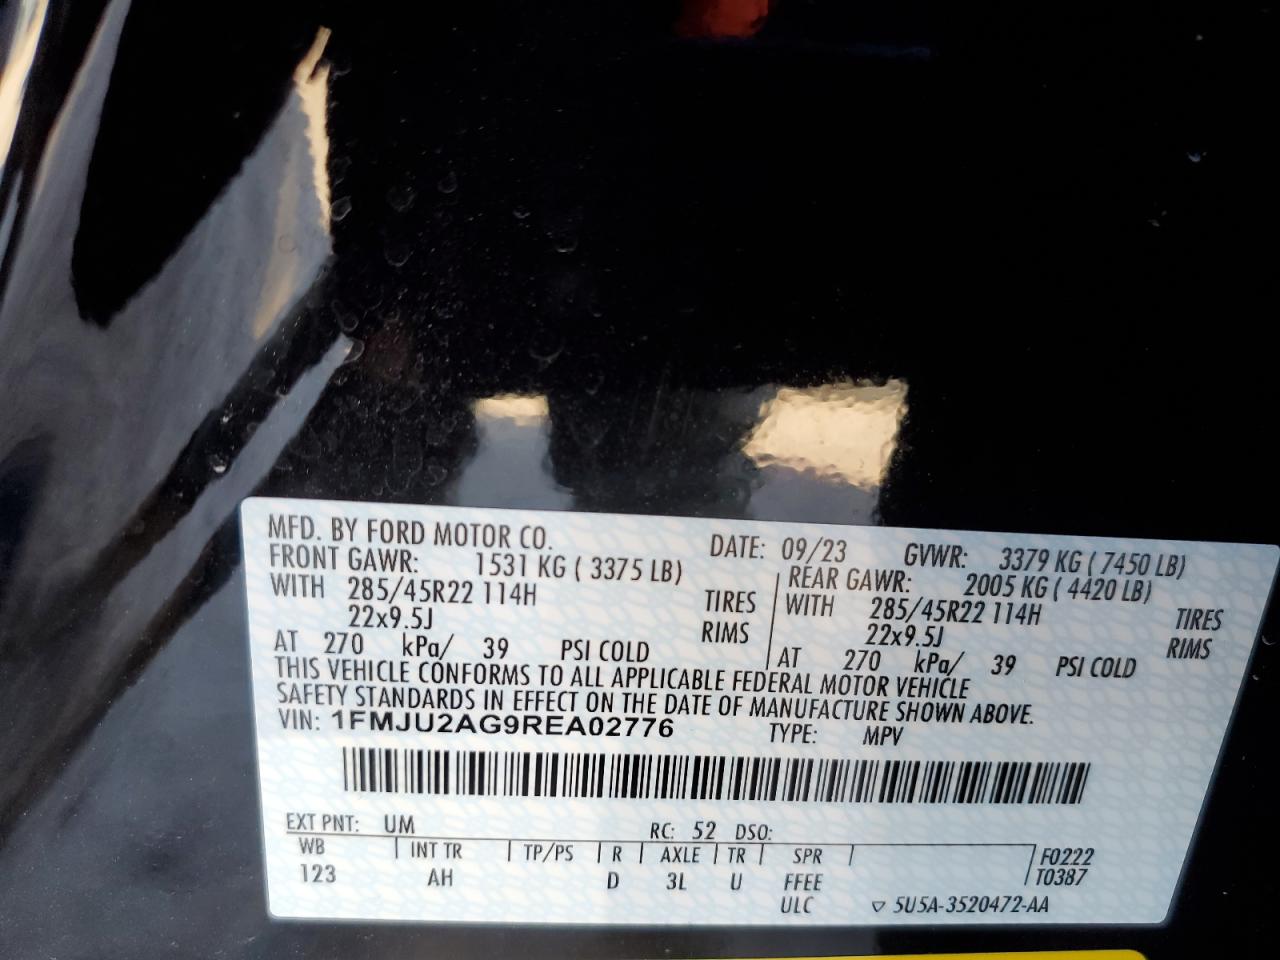 MFD. BY FORD MOTOR CO. DATE: 09/23 GVWR: 3379 KG ( 7450 LB)
FRONT GAWR: 1531 KG ( 3375 LB) REAR GAWR: 2005 KG ( 4420 LB)
WITH 285/45R22 114H TIRES WITH 285/45R22 114H TIRES
22x9.5J RIMS 22x9.5J RIMS
AT 270 kPa/ 39 PSI COLD AT 270 kPa/ 39 PSI COLD
THIS VEHICLE CONFORMS TO ALL APPLICABLE FEDERAL MOTOR VEHICLE
SAFETY STANDARDS IN EFFECT ON THE DATE OF MANUFACTURE SHOWN ABOVE.
VIN: 1FMJU2AG9REA02776 TYPE: MPV
EXT PNT: UM RC: 52 DSO:
WB INT TR TP/PS R AXLE TR SPR F0222
123 AH D 3L U FFEE T0387
ULC ▽ 5U5A-3520472-AA